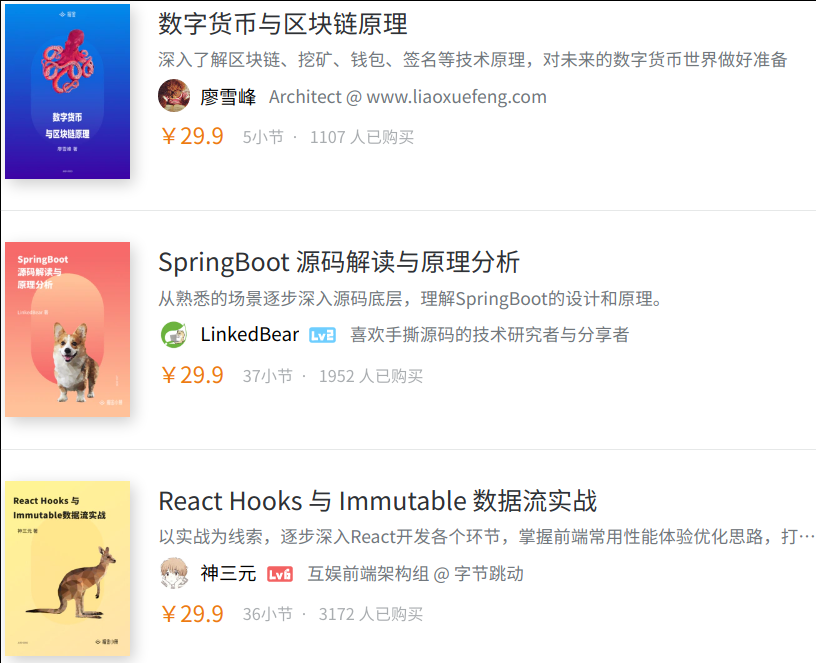 掘金
数字货币
与区块链原理
廖雪峰 著
数字货币与区块链原理
深入了解区块链、挖矿、钱包、签名等技术原理，对未来的数字货币世界做好准备
廖雪峰 Architect @ www.liaoxuefeng.com
￥29.9 5小节 · 1107 人已购买
SpringBoot
源码解读与
原理分析
LinkedBear 著
SpringBoot 源码解读与原理分析
从熟悉的场景逐步深入源码底层，理解SpringBoot的设计和原理。
LinkedBear Lv2 喜欢手撕源码的技术研究者与分享者
￥29.9 37小节 · 1952 人已购买
React Hooks 与
Immutable数据流实战
神三元 著
React Hooks 与 Immutable 数据流实战
以实战为线索，逐步深入React开发各个环节，掌握前端常用性能体验优化思路，打…
神三元 Lv6 互娱前端架构组 @ 字节跳动
￥29.9 36小节 · 3172 人已购买